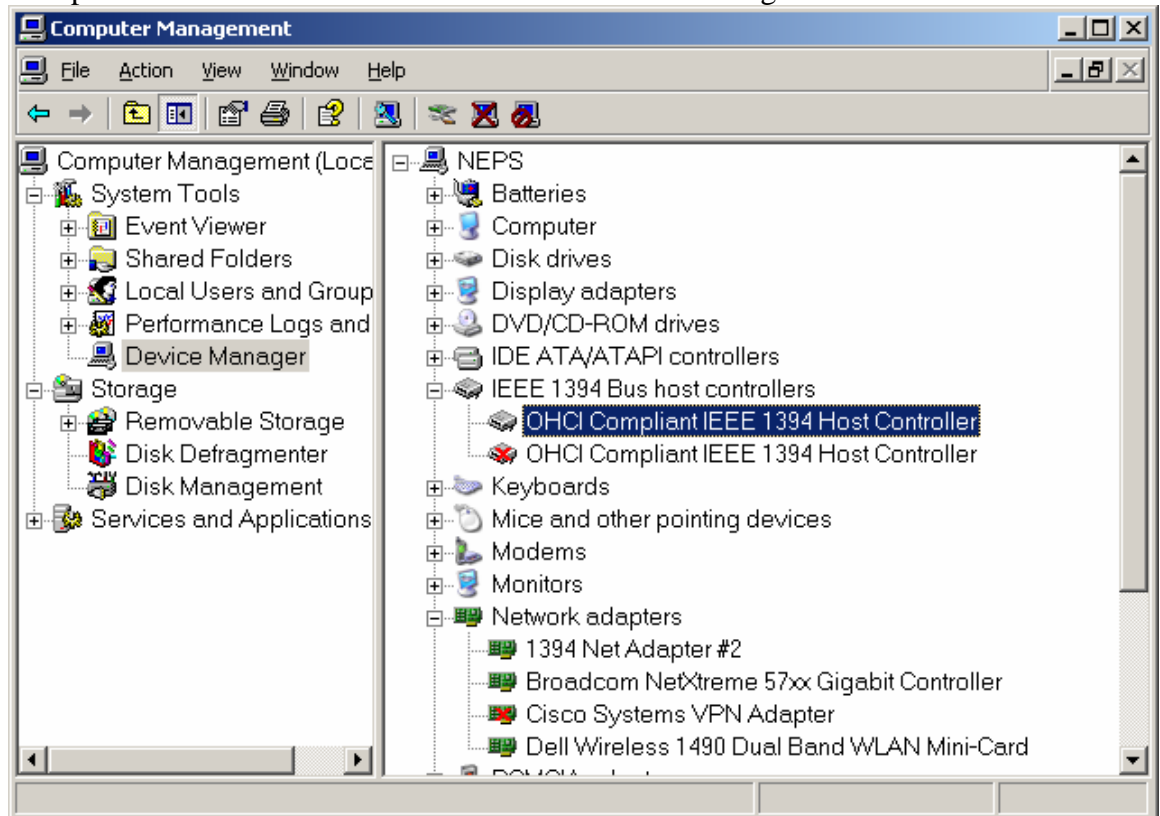 Computer Management
File Action View Window Help
Computer Management (Loca
System Tools
Event Viewer
Shared Folders
Local Users and Group
Performance Logs and
Device Manager
Storage
Removable Storage
Disk Defragmenter
Disk Management
Services and Applications
NEPS
Batteries
Computer
Disk drives
Display adapters
DVD/CD-ROM drives
IDE ATA/ATAPI controllers
IEEE 1394 Bus host controllers
OHCI Compliant IEEE 1394 Host Controller
OHCI Compliant IEEE 1394 Host Controller
Keyboards
Mice and other pointing devices
Modems
Monitors
Network adapters
1394 Net Adapter #2
Broadcom NetXtreme 57xx Gigabit Controller
Cisco Systems VPN Adapter
Dell Wireless 1490 Dual Band WLAN Mini-Card